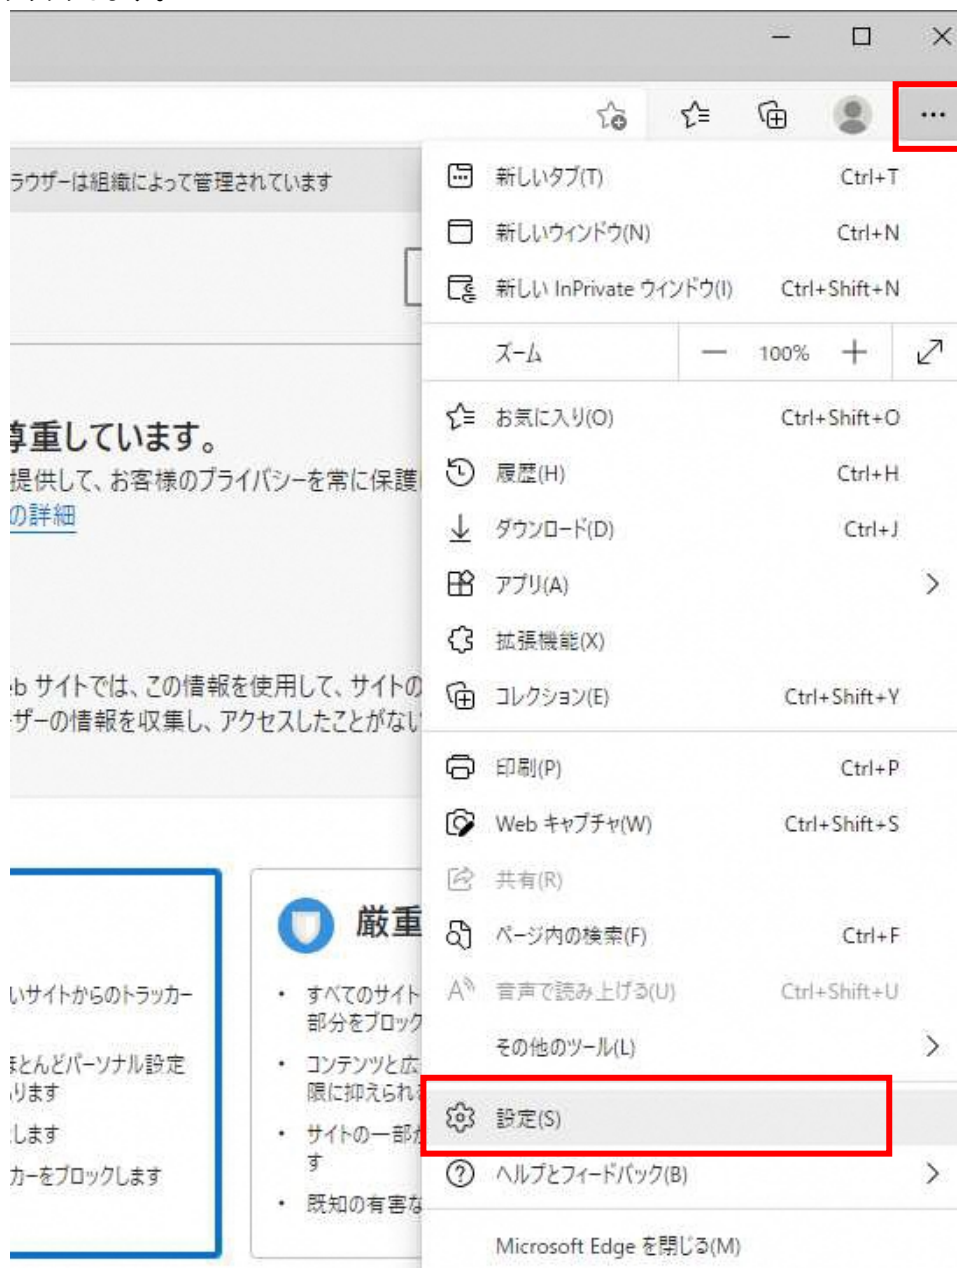 ラウザーは組織によって管理されています
尊重しています。
提供して、お客様のプライバシーを常に保護
の詳細
eb サイトでは、この情報を使用して、サイトの
ザーの情報を収集し、アクセスしたことがない
いサイトからのトラッカー
ほとんどパーソナル設定
ります
します
カーをブロックします
厳重
• すべてのサイト
部分をブロック
• コンテンツと広
限に抑えられ
• サイトの一部が
す
• 既知の有害な
新しいタブ(T) Ctrl+T
新しいウィンドウ(N) Ctrl+N
新しい InPrivate ウィンドウ(I) Ctrl+Shift+N
ズーム — 100% +
お気に入り(O) Ctrl+Shift+O
履歴(H) Ctrl+H
ダウンロード(D) Ctrl+J
アプリ(A)
拡張機能(X)
コレクション(E) Ctrl+Shift+Y
印刷(P) Ctrl+P
Web キャプチャ(W) Ctrl+Shift+S
共有(R)
ページ内の検索(F) Ctrl+F
音声で読み上げる(U) Ctrl+Shift+U
その他のツール(L)
設定(S)
ヘルプとフィードバック(B)
Microsoft Edge を閉じる(M)